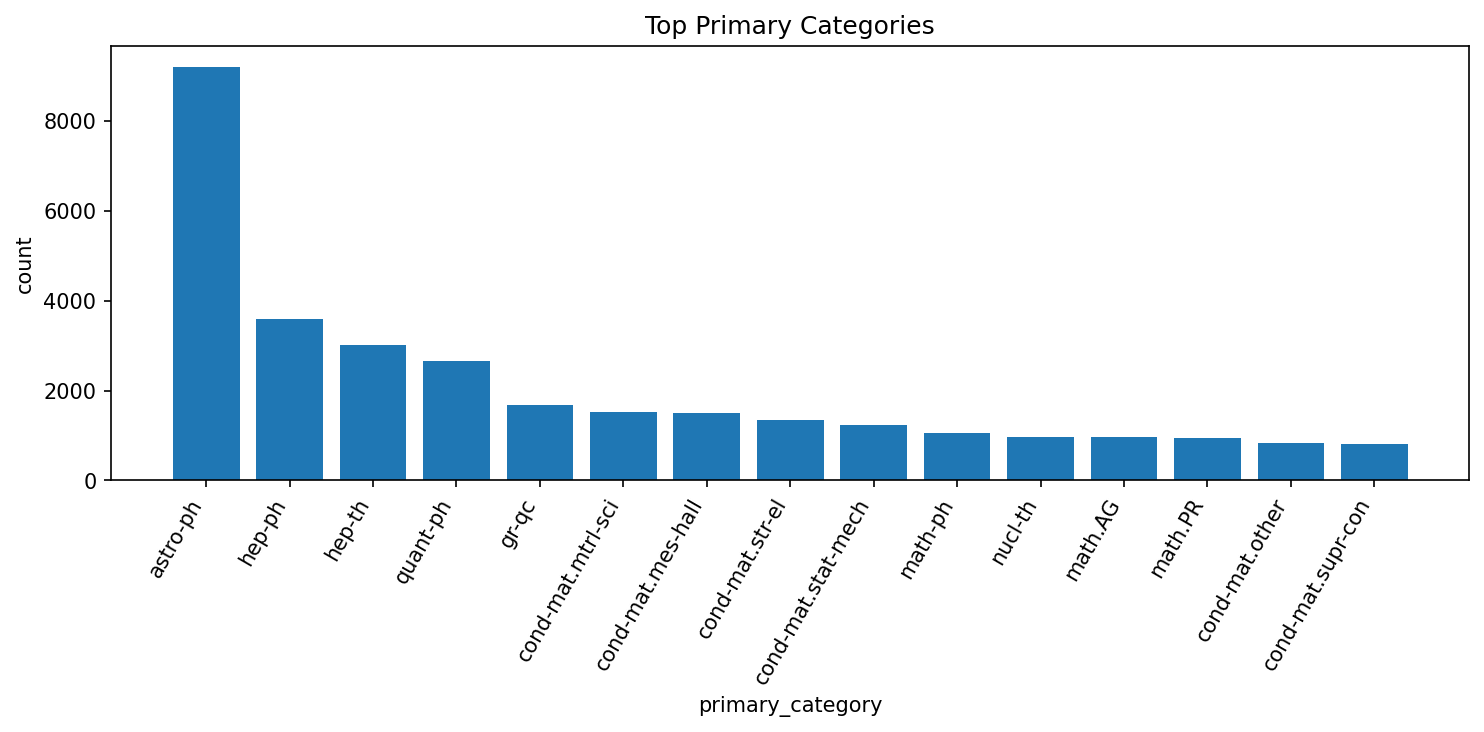 Top Primary Categories
count
8000
6000
4000
2000
0
astro-ph
hep-ph
hep-th
quant-ph
gr-qc
cond-mat.mtrl-sci
cond-mat.mes-hall
cond-mat.str-el
cond-mat.stat-mech
math-ph
nucl-th
math.AG
math.PR
cond-mat.other
cond-mat.supr-con
primary_category